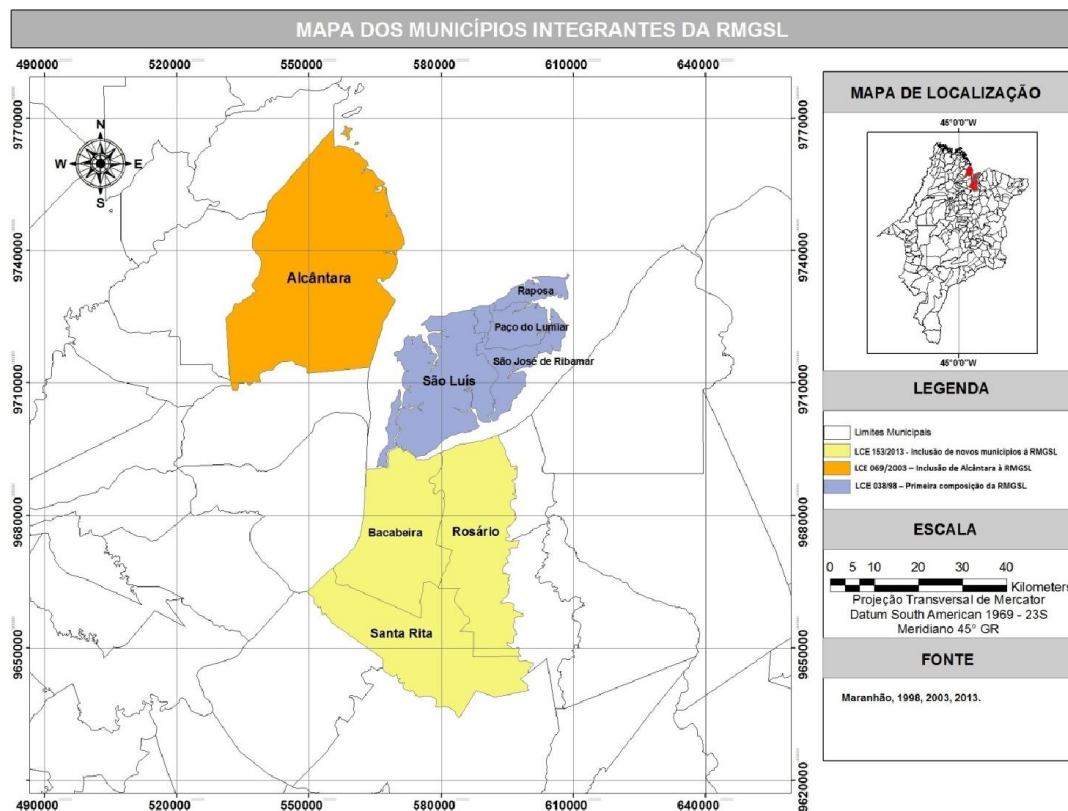 MAPA DOS MUNICÍPIOS INTEGRANTES DA RMGSL
490000 520000 550000 580000 610000 640000
9770000
9770000
N
W E
S
9740000
9740000
Alcântara
Raposa
Paço do Lumiar
São José de Ribamar
São Luís
9710000
9710000
9680000
9680000
Bacabeira
Rosário
Santa Rita
9650000
9650000
9620000
490000 520000 550000 580000 610000 640000
MAPA DE LOCALIZAÇÃO
45°0'0"W
45°0'0"W
LEGENDA
Limites Municipais
LCE 153/2013 - Inclusão de novos municípios à RMGSL
LCE 069/2003 – Inclusão de Alcântara à RMGSL
LCE 038/98 – Primeira composição da RMGSL
ESCALA
0 5 10 20 30 40
Kilometers
Projeção Transversal de Mercator
Datum South American 1969 - 23S
Meridiano 45° GR
FONTE
Maranhão, 1998, 2003, 2013.